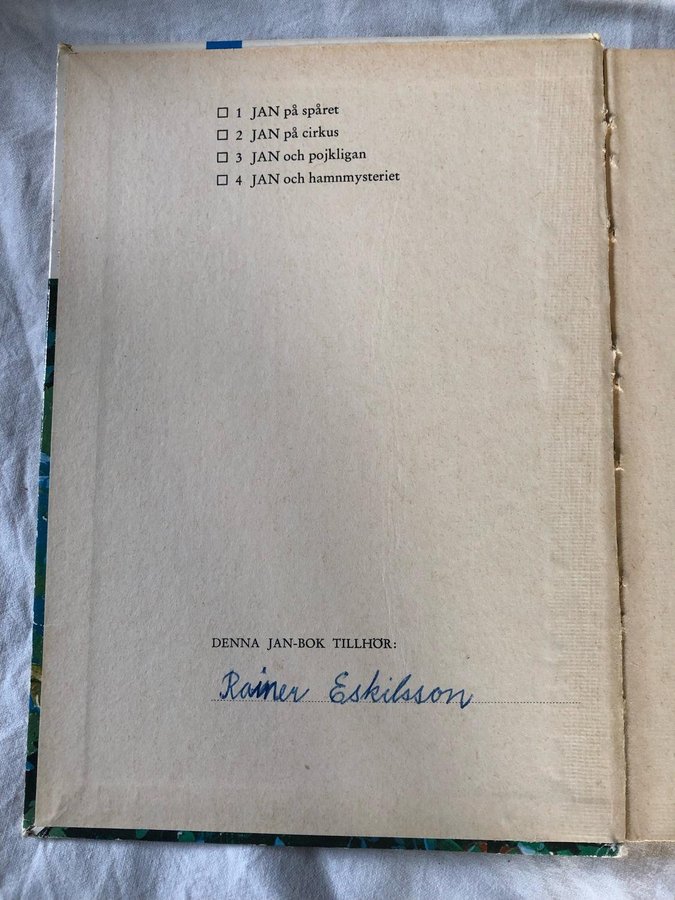 ☐ 1 JAN på spåret
☐ 2 JAN på cirkus
☐ 3 JAN och pojkligan
☐ 4 JAN och hamnmysteriet
DENNA JAN-BOK TILLHÖR:
Rainer Eskilsson